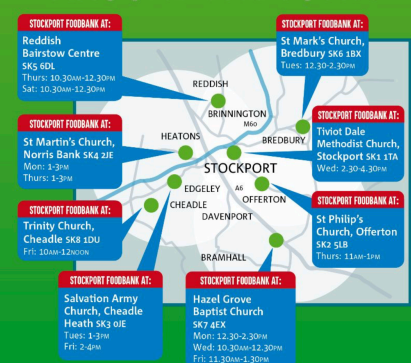 STOCKPORT FOODBANK AT:
Reddish
Bairstow Centre
SK5 6DL
Thurs: 10.30AM-12.30PM
Sat: 10.30AM-12.30PM
STOCKPORT FOODBANK AT:
St Mark's Church,
Bredbury SK6 1BX
Tues: 12.30-2.30PM
STOCKPORT FOODBANK AT:
St Martin's Church,
Norris Bank SK4 2JE
Mon: 1-3PM
Thurs: 1-3PM
STOCKPORT FOODBANK AT:
Tiviot Dale
Methodist Church,
Stockport SK1 1TA
Wed: 2.30-4.30PM
STOCKPORT FOODBANK AT:
Trinity Church,
Cheadle SK8 1DU
Fri: 10AM-12NOON
STOCKPORT FOODBANK AT:
St Philip's
Church, Offerton
SK2 5LB
Thurs: 11AM-1PM
STOCKPORT FOODBANK AT:
Salvation Army
Church, Cheadle
Heath SK3 0JE
Tues: 1-3PM
Fri: 2-4PM
STOCKPORT FOODBANK AT:
Hazel Grove
Baptist Church
SK7 4EX
Mon: 12.30-2.30PM
Wed: 10.30AM-12.30PM
Fri: 11.30AM-1.30PM
REDDISH
BRINNINGTON
M60
HEATONS
BREDBURY
STOCKPORT
EDGELEY
A6
OFFERTON
CHEADLE
DAVENPORT
BRAMHALL